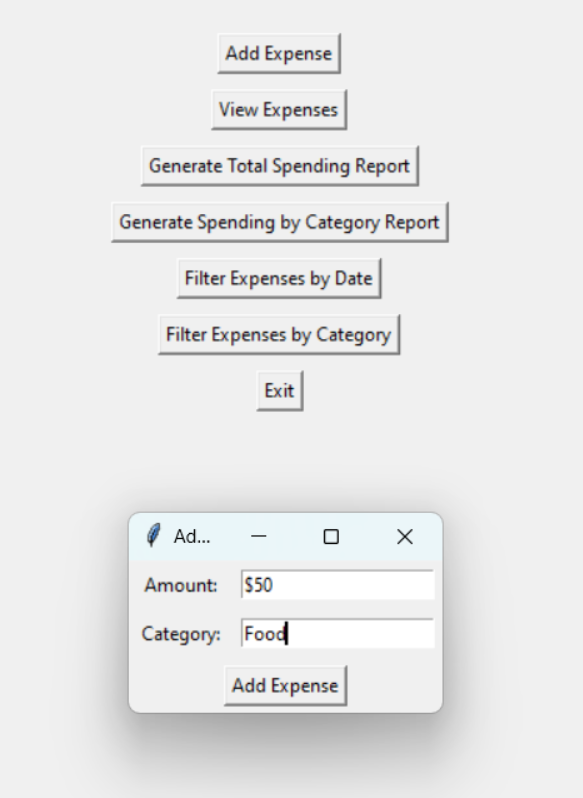 Add Expense
View Expenses
Generate Total Spending Report
Generate Spending by Category Report
Filter Expenses by Date
Filter Expenses by Category
Exit
Ad...
Amount: $50
Category: Food
Add Expense